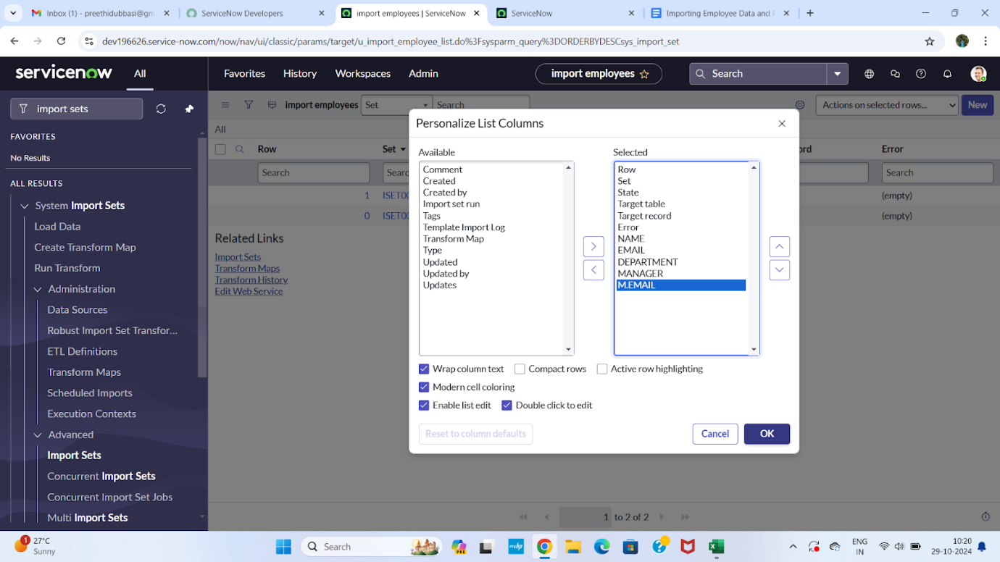 Inbox (1) - preethidubbasi@gm
ServiceNow Developers
import employees | ServiceNow
ServiceNow
Importing Employee Data and
dev196626.service-now.com/now/nav/ui/classic/params/target/u_import_employee_list.do%3Fsysparm_query%3DORDERBYDESCsys_import_set
servicenow
All
Favorites
History
Workspaces
Admin
import employees
Search
import sets
import employees
Set
Search
Actions on selected rows...
New
FAVORITES
No Results
ALL RESULTS
System Import Sets
Load Data
Create Transform Map
Run Transform
Administration
Data Sources
Robust Import Set Transfor...
ETL Definitions
Transform Maps
Scheduled Imports
Execution Contexts
Advanced
Import Sets
Concurrent Import Sets
Concurrent Import Set Jobs
Multi Import Sets
All
Row
Set
ord
Error
Search
Searc
Search
1
ISET00
(empty)
0
ISET00
(empty)
Related Links
Import Sets
Transform Maps
Transform History
Edit Web Service
Personalize List Columns
Available
Comment
Created
Created by
Import set run
Tags
Template Import Log
Transform Map
Type
Updated
Updated by
Updates
Selected
Row
Set
State
Target table
Target record
Error
NAME
EMAIL
DEPARTMENT
MANAGER
M.EMAIL
Wrap column text
Compact rows
Active row highlighting
Modern cell coloring
Enable list edit
Double click to edit
Reset to column defaults
Cancel
OK
1 to 2 of 2
1
27°C
Sunny
Search
PRE
myhp
ENG
IN
10:20
29-10-2024